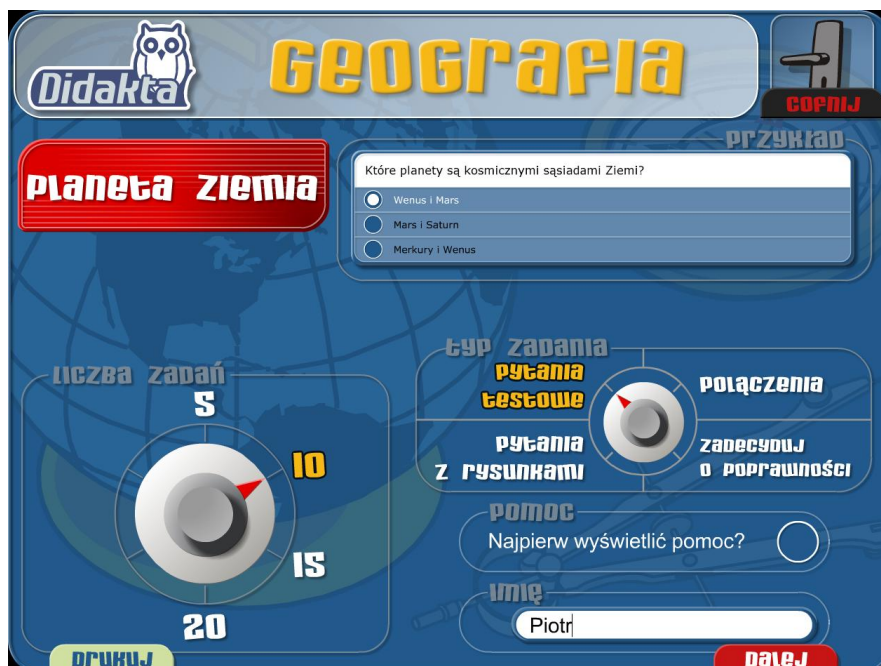 Didakta
GEOGRAFIA
COFNIJ
PRZYKŁAD
PLANETA ZIEMIA
Które planety są kosmicznymi sąsiadami Ziemi?
Wenus i Mars
Mars i Saturn
Merkury i Wenus
LICZBA ZADAŃ
5
10
15
20
TYP ZADANIA
PYTANIA
TESTOWE
POŁĄCZENIA
PYTANIA
Z RYSUNKAMI
ZADECYDUJ
O POPRAWNOŚCI
POMOC
Najpierw wyświetlić pomoc?
IMIĘ
Piotr
DRUKUJ
DALEJ